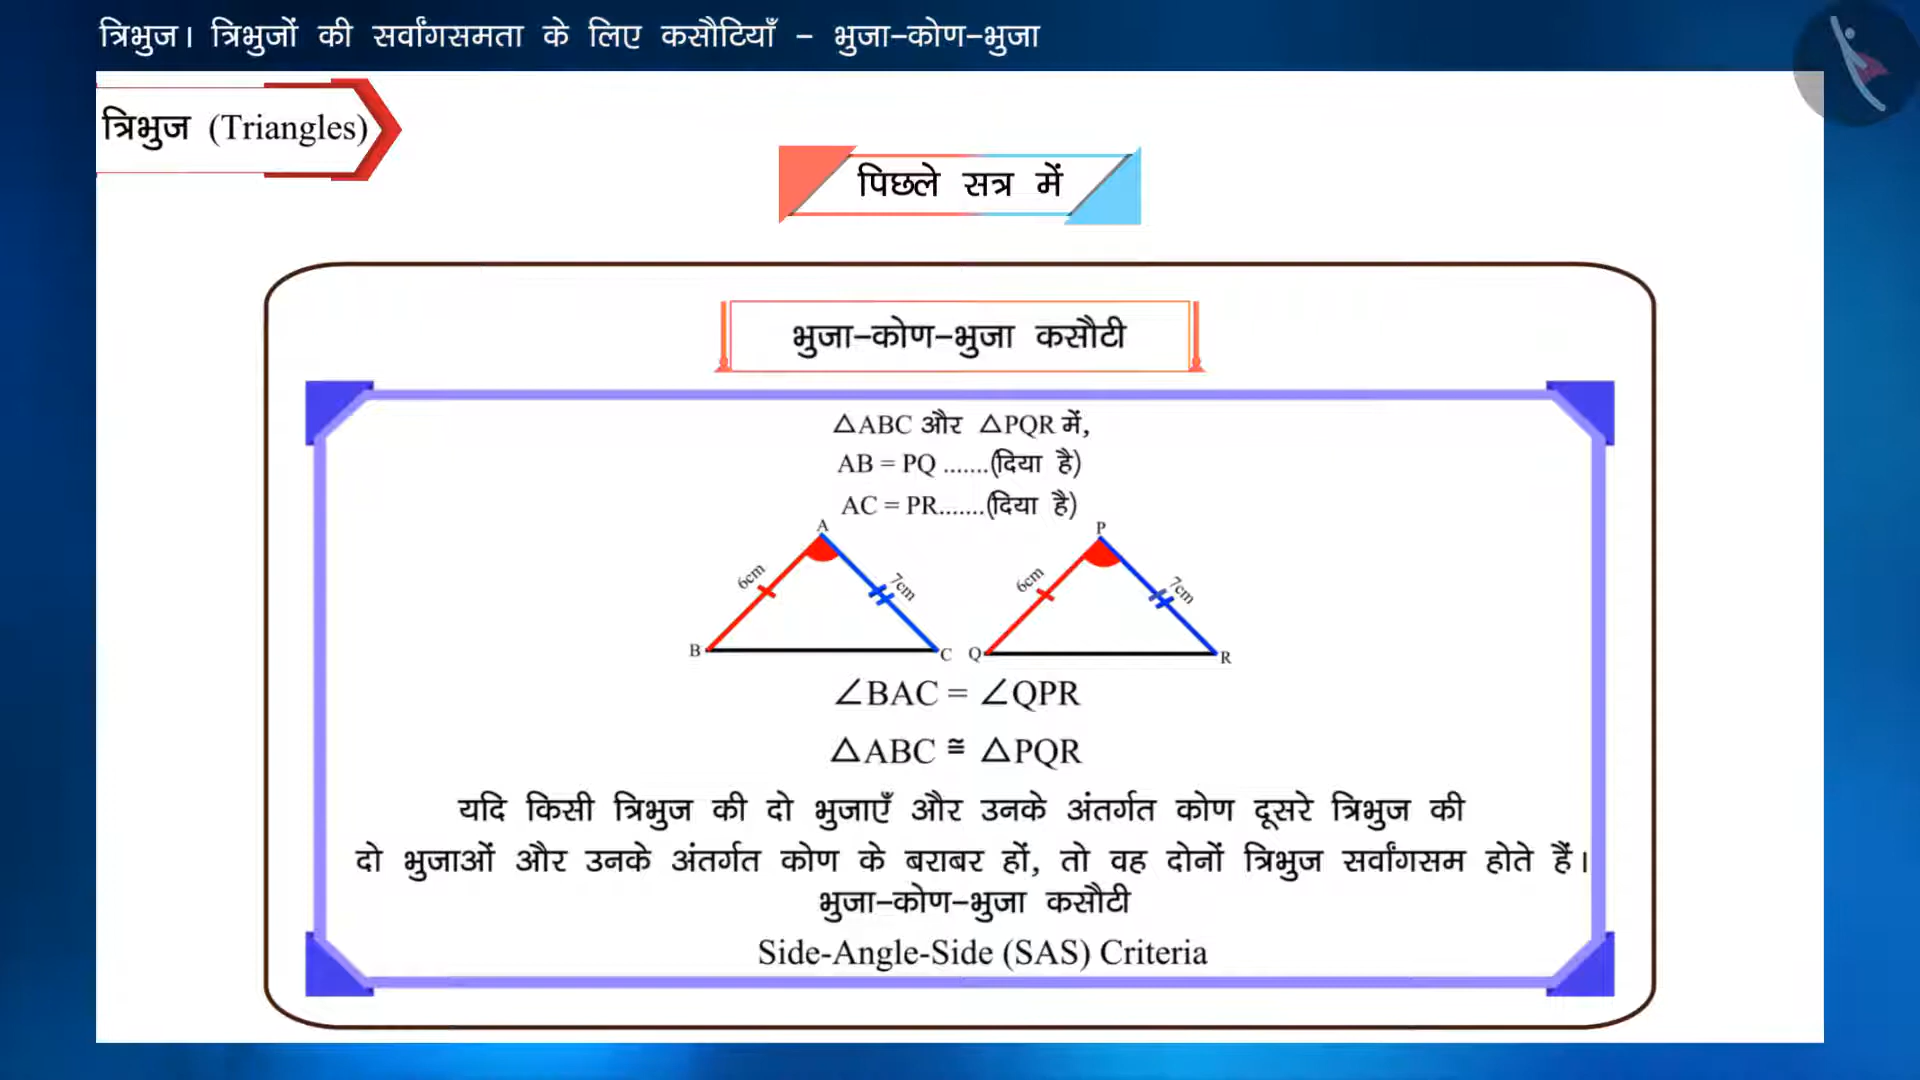 त्रिभुज। त्रिभुजों की सर्वांगसमता के लिए कसौटियाँ - भुजा-कोण-भुजा
त्रिभुज (Triangles)
पिछले सत्र में
भुजा-कोण-भुजा कसौटी
△ABC और △PQR में,
AB = PQ .......(दिया है)
AC = PR.......(दिया है)
A
P
6cm
7cm
6cm
7cm
B
C
Q
R
∠BAC = ∠QPR
△ABC ≅ △PQR
यदि किसी त्रिभुज की दो भुजाएँ और उनके अंतर्गत कोण दूसरे त्रिभुज की
दो भुजाओं और उनके अंतर्गत कोण के बराबर हों, तो वह दोनों त्रिभुज सर्वांगसम होते हैं।
भुजा-कोण-भुजा कसौटी
Side-Angle-Side (SAS) Criteria